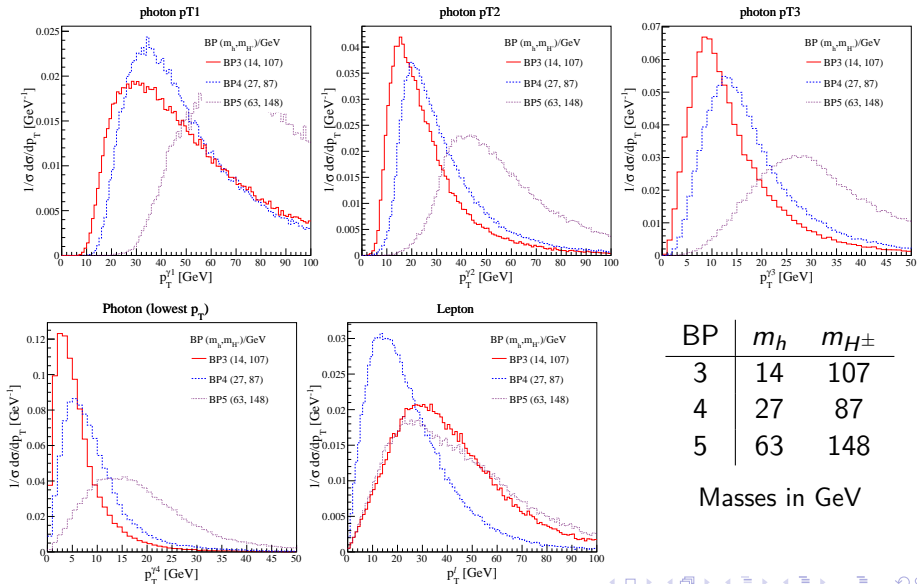 photon pT1
1/σ dσ/dp_T [GeV⁻¹]
0.025
0.02
0.015
0.01
0.005
0
BP (m_h,m_H⁻)/GeV
BP3 (14, 107)
BP4 (27, 87)
BP5 (63, 148)
0 10 20 30 40 50 60 70 80 90 100
p_T^γ1 [GeV]
photon pT2
1/σ dσ/dp_T [GeV⁻¹]
0.04
0.03
0.02
0.01
0
BP (m_h,m_H⁻)/GeV
BP3 (14, 107)
BP4 (27, 87)
BP5 (63, 148)
0 10 20 30 40 50 60 70 80 90 100
p_T^γ2 [GeV]
photon pT3
1/σ dσ/dp_T [GeV⁻¹]
0.07
0.06
0.05
0.04
0.03
0.02
0.01
0
BP (m_h,m_H⁻)/GeV
BP3 (14, 107)
BP4 (27, 87)
BP5 (63, 148)
0 5 10 15 20 25 30 35 40 45 50
p_T^γ3 [GeV]
Photon (lowest p_T)
1/σ dσ/dp_T [GeV⁻¹]
0.12
0.1
0.08
0.06
0.04
0.02
0
BP (m_h,m_H⁻)/GeV
BP3 (14, 107)
BP4 (27, 87)
BP5 (63, 148)
0 5 10 15 20 25 30 35 40 45 50
p_T^γ4 [GeV]
Lepton
1/σ dσ/dp_T [GeV⁻¹]
0.03
0.025
0.02
0.015
0.01
0.005
0
BP (m_h,m_H⁻)/GeV
BP3 (14, 107)
BP4 (27, 87)
BP5 (63, 148)
0 10 20 30 40 50 60 70 80 90 100
p_T^l [GeV]
BP m_h m_H±
3 14 107
4 27 87
5 63 148
Masses in GeV